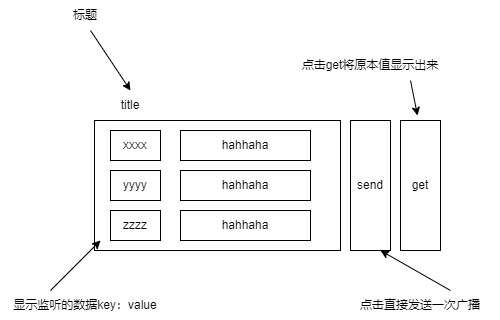 标题
点击get将原本值显示出来
title
xxxx hahhaha
yyyy hahhaha
send get
zzzz hahhaha
显示监听的数据key：value
点击直接发送一次广播